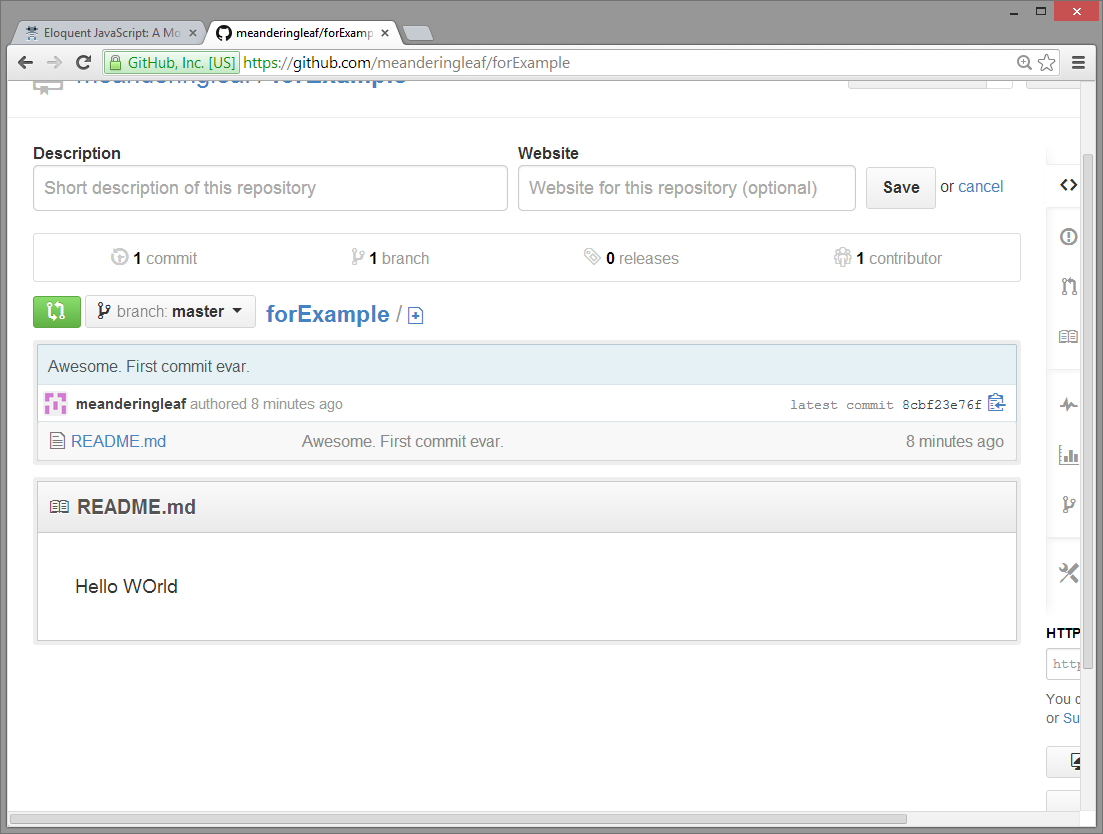 Eloquent JavaScript: A Mo
meanderingleaf/forExamp
GitHub, Inc. [US] https://github.com/meanderingleaf/forExample
meanderingleaf / forExample
Description
Website
Short description of this repository
Website for this repository (optional)
Save or cancel
1 commit
1 branch
0 releases
1 contributor
branch: master
forExample /
Awesome. First commit evar.
meanderingleaf authored 8 minutes ago
latest commit 8cbf23e76f
README.md
Awesome. First commit evar.
8 minutes ago
README.md
Hello WOrld
HTTP
http
You c
or Su